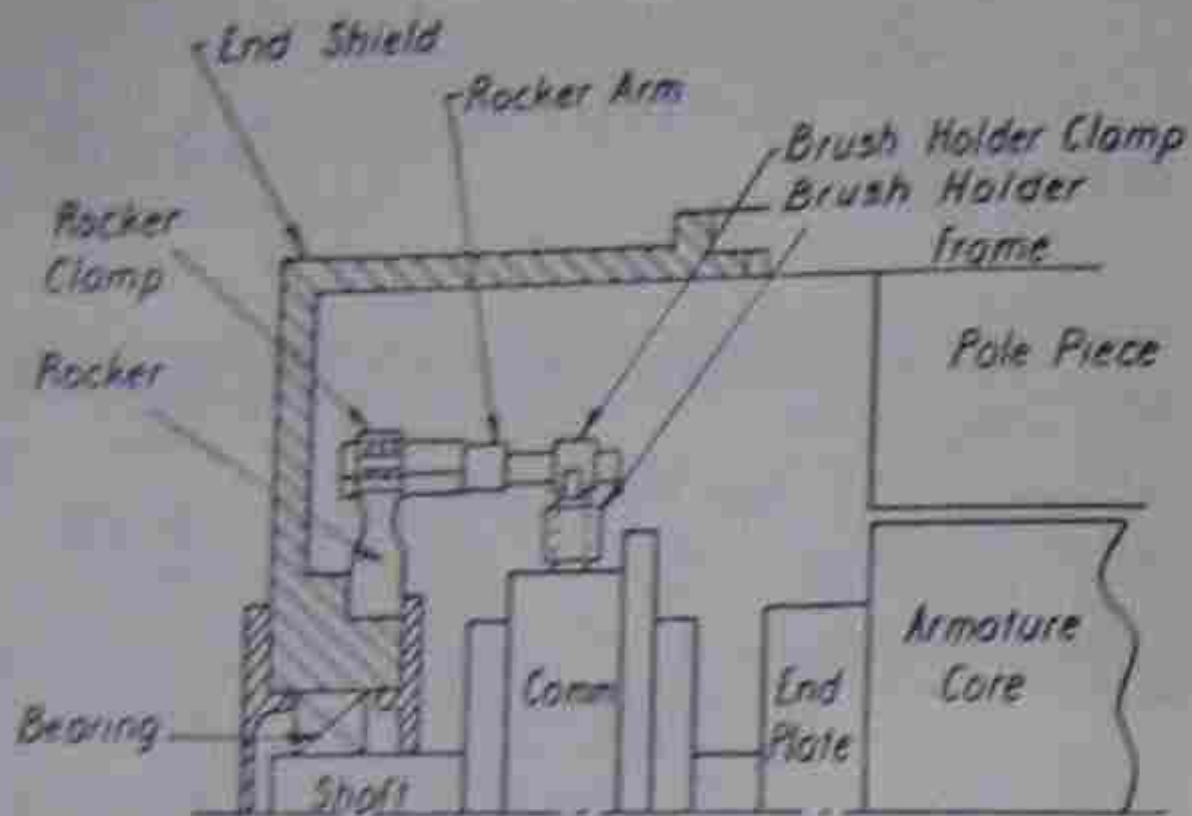 End Shield
Rocker Arm
Brush Holder Clamp
Brush Holder
Frame
Rocker
Clamp
Pole Piece
Rocker
Armature
Core
Comm
End
Plate
Bearing
Shaft